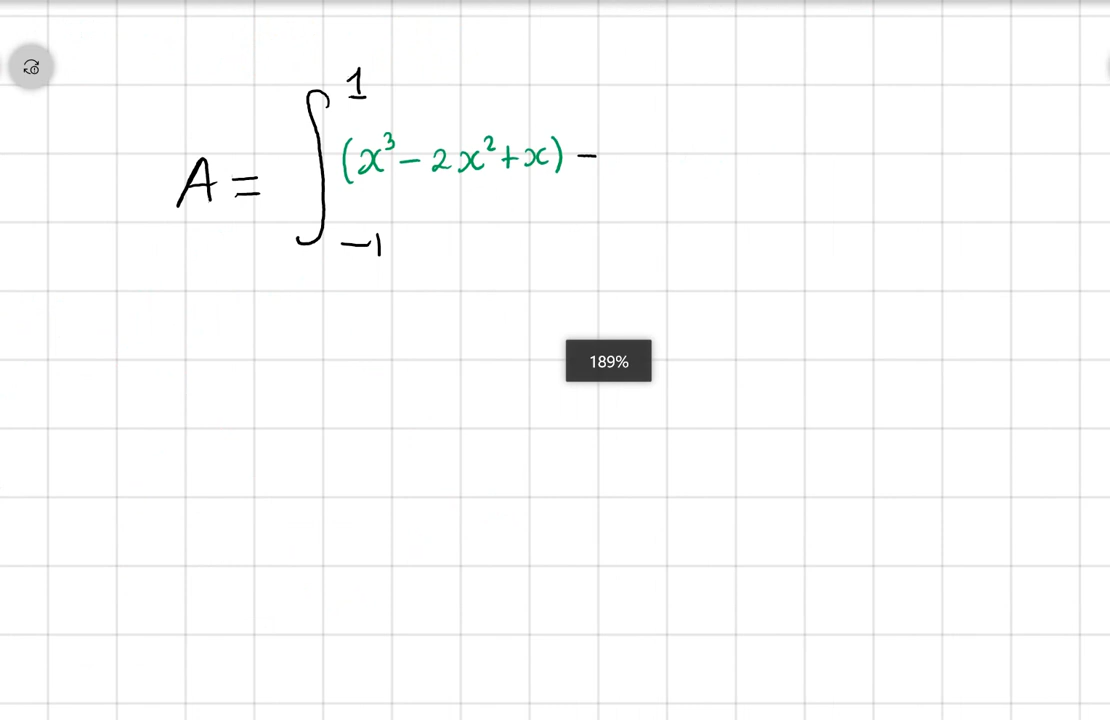 A = ∫_{-1}^{1} (x³ - 2x² + x) -
189%